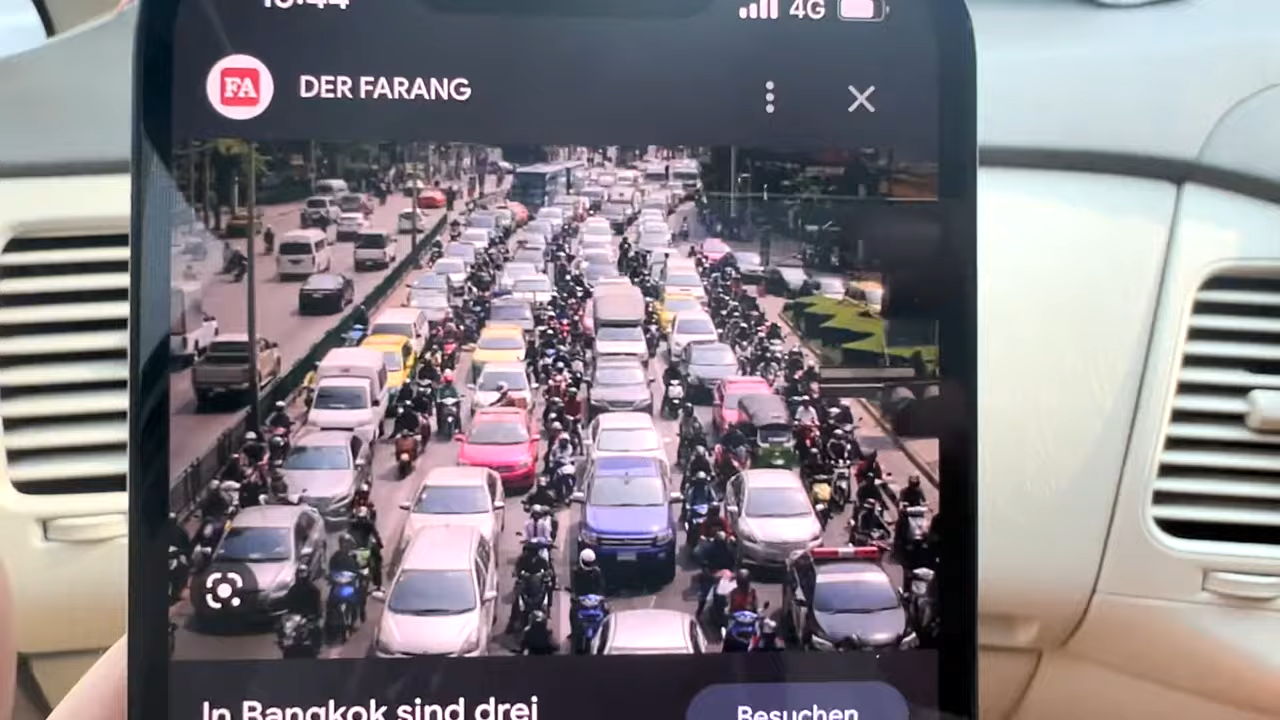 4G
FA
DER FARANG
In Bangkok sind drei
Besuchen